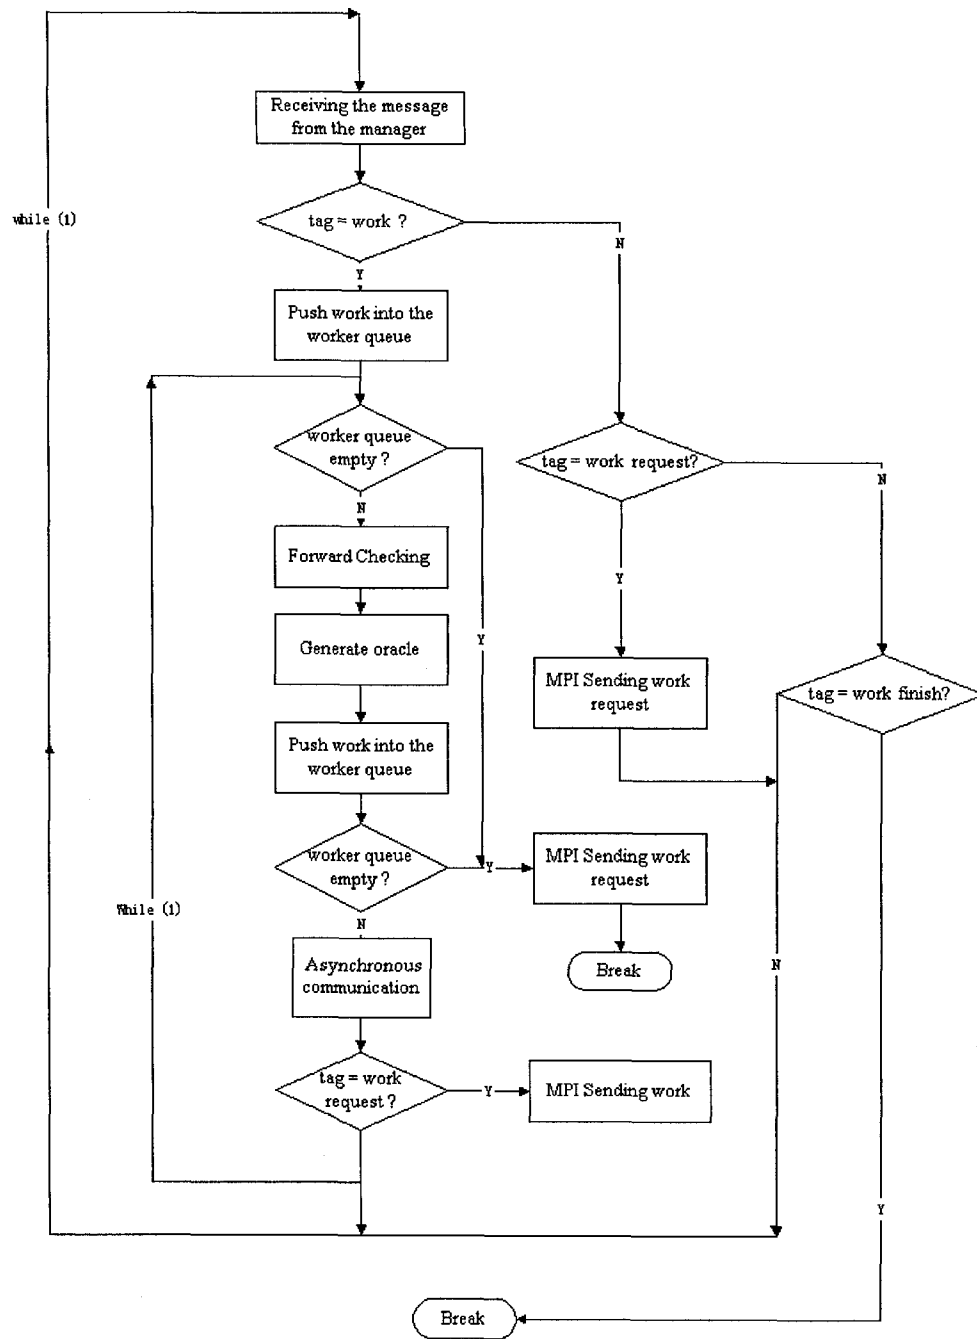 Receiving the message
from the manager
while (1)
tag = work ?
N
Y
Push work into the
worker queue
worker queue
empty ?
tag = work request?
N
N
Forward Checking
Y
Y
Generate oracle
MPI Sending work
request
tag = work finish?
Push work into the
worker queue
worker queue
empty ?
Y
MPI Sending work
request
While (1)
N
Asynchronous
communication
Break
N
tag = work
request ?
Y
MPI Sending work
Y
Break